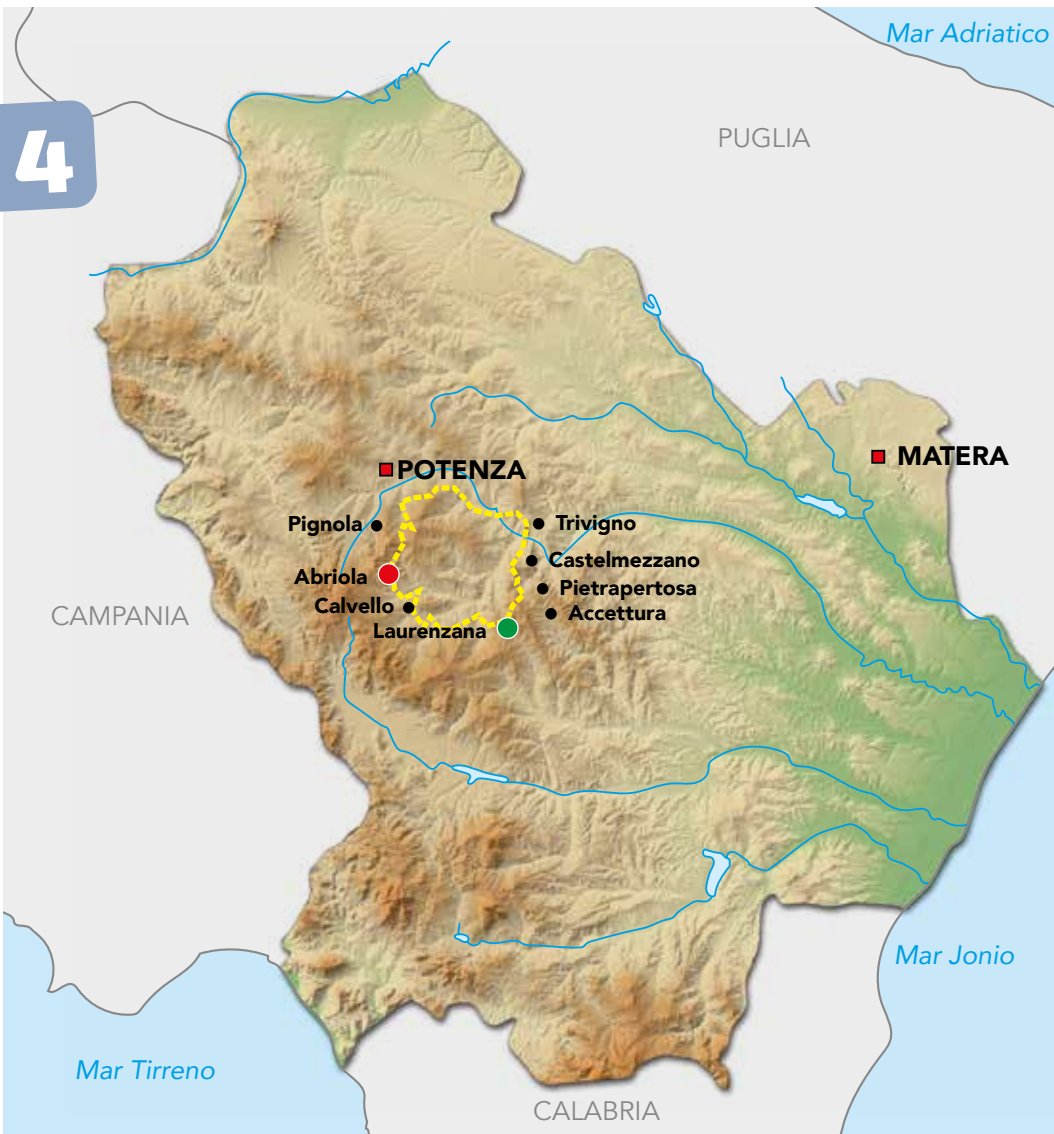 Mar Adriatico
4
PUGLIA
MATERA
POTENZA
Pignola
Trivigno
Castelmezzano
Abriola
Pietrapertosa
Calvello
Accettura
CAMPANIA
Laurenzana
Mar Jonio
Mar Tirreno
CALABRIA